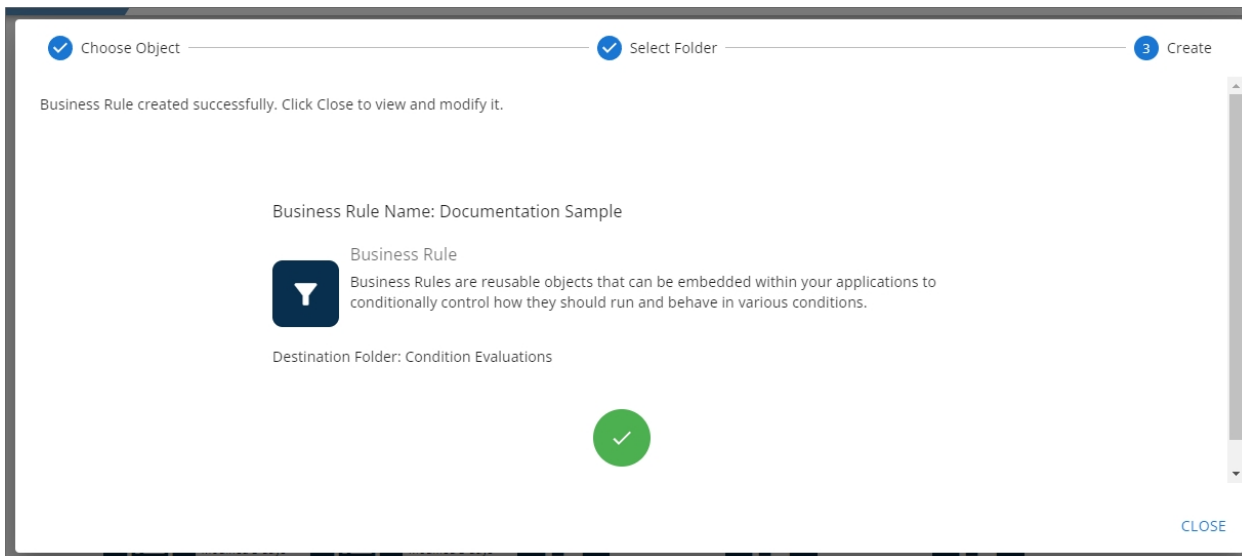 Choose Object
Select Folder
3 Create
Business Rule created successfully. Click Close to view and modify it.
Business Rule Name: Documentation Sample
Business Rule
Business Rules are reusable objects that can be embedded within your applications to
conditionally control how they should run and behave in various conditions.
Destination Folder: Condition Evaluations
CLOSE